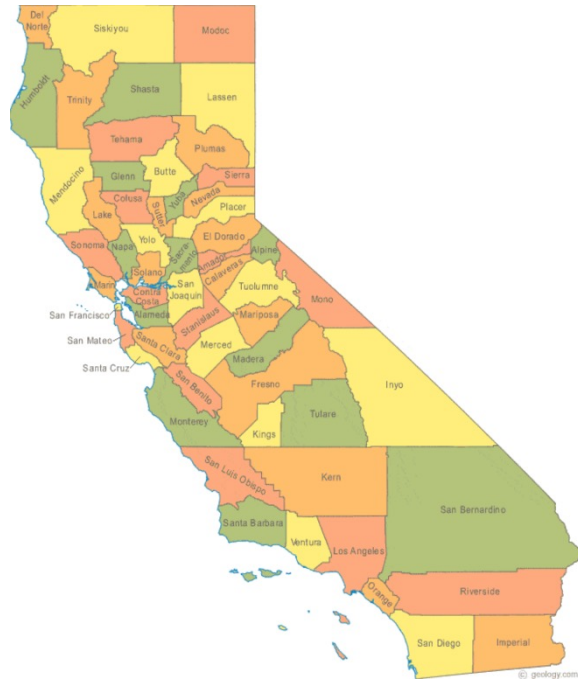 Del
Norte
Siskiyou
Modoc
Humboldt
Trinity
Shasta
Lassen
Tehama
Plumas
Mendocino
Glenn
Butte
Sierra
Colusa
Yuba
Nevada
Lake
Sutter
Placer
Yolo
El Dorado
Sonoma
Napa
Sacra-
mento
Alpine
Amador
Solano
Calaveras
Marin
Contra
Costa
San
Joaquin
Tuolumne
Mono
San Francisco
Alameda
Stanislaus
Mariposa
San Mateo
Santa Clara
Merced
Madera
Santa Cruz
San Benito
Fresno
Inyo
Monterey
Kings
Tulare
San Luis Obispo
Kern
San Bernardino
Santa Barbara
Ventura
Los Angeles
Orange
Riverside
San Diego
Imperial
© geology.com